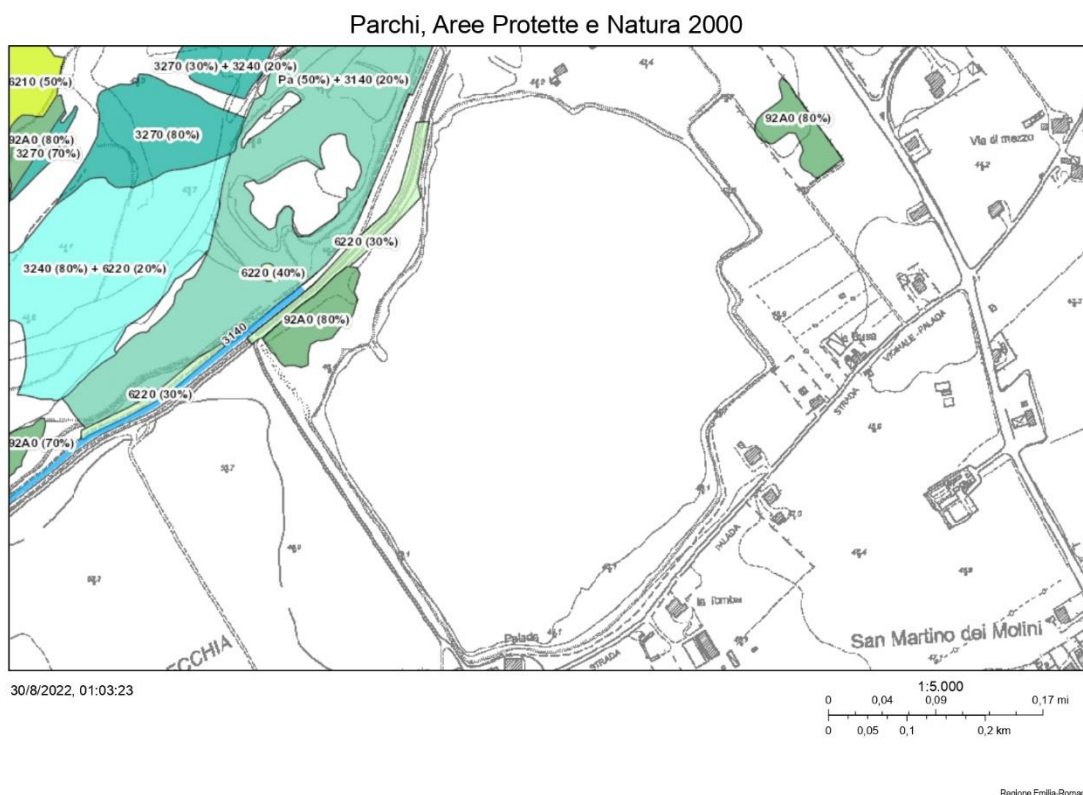 Parchi, Aree Protette e Natura 2000
6210 (50%)
3270 (30%) + 3240 (20%)
Pa (50%) + 3140 (20%)
92A0 (80%)
3270 (80%)
92A0 (80%)
3270 (70%)
Via di mezzo
3240 (80%) + 6220 (20%)
6220 (40%)
6220 (30%)
3140
92A0 (80%)
6220 (30%)
92A0 (70%)
STRADA VIGNALE - PALADA
PALADA
STRADA
la Tomba
Palada
ECCHIA
San Martino dei Molini
30/8/2022, 01:03:23
1:5.000
0 0,04 0,09 0,17 mi
0 0,05 0,1 0,2 km